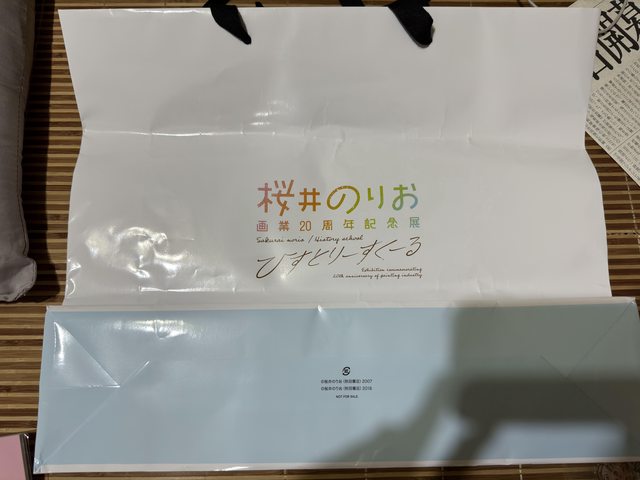 桜井のりお
画業20周年記念展
Sakurai norio / History school
ひすとりーすくーる
Exhibition commemorating
20th anniversary of painting industry
©桜井のりお（秋田書店）2007
©桜井のりお（秋田書店）2018
NOT FOR SALE.